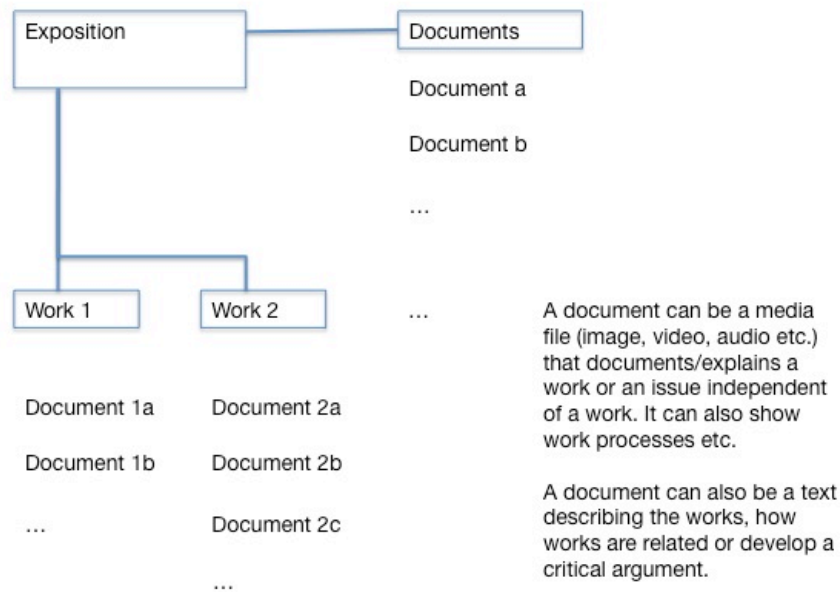 Exposition
Documents
Document a
Document b
...
Work 1
Work 2
...
Document 1a
Document 1b
...
Document 2a
Document 2b
Document 2c
...
A document can be a media
file (image, video, audio etc.)
that documents/explains a
work or an issue independent
of a work. It can also show
work processes etc.
A document can also be a text
describing the works, how
works are related or develop a
critical argument.